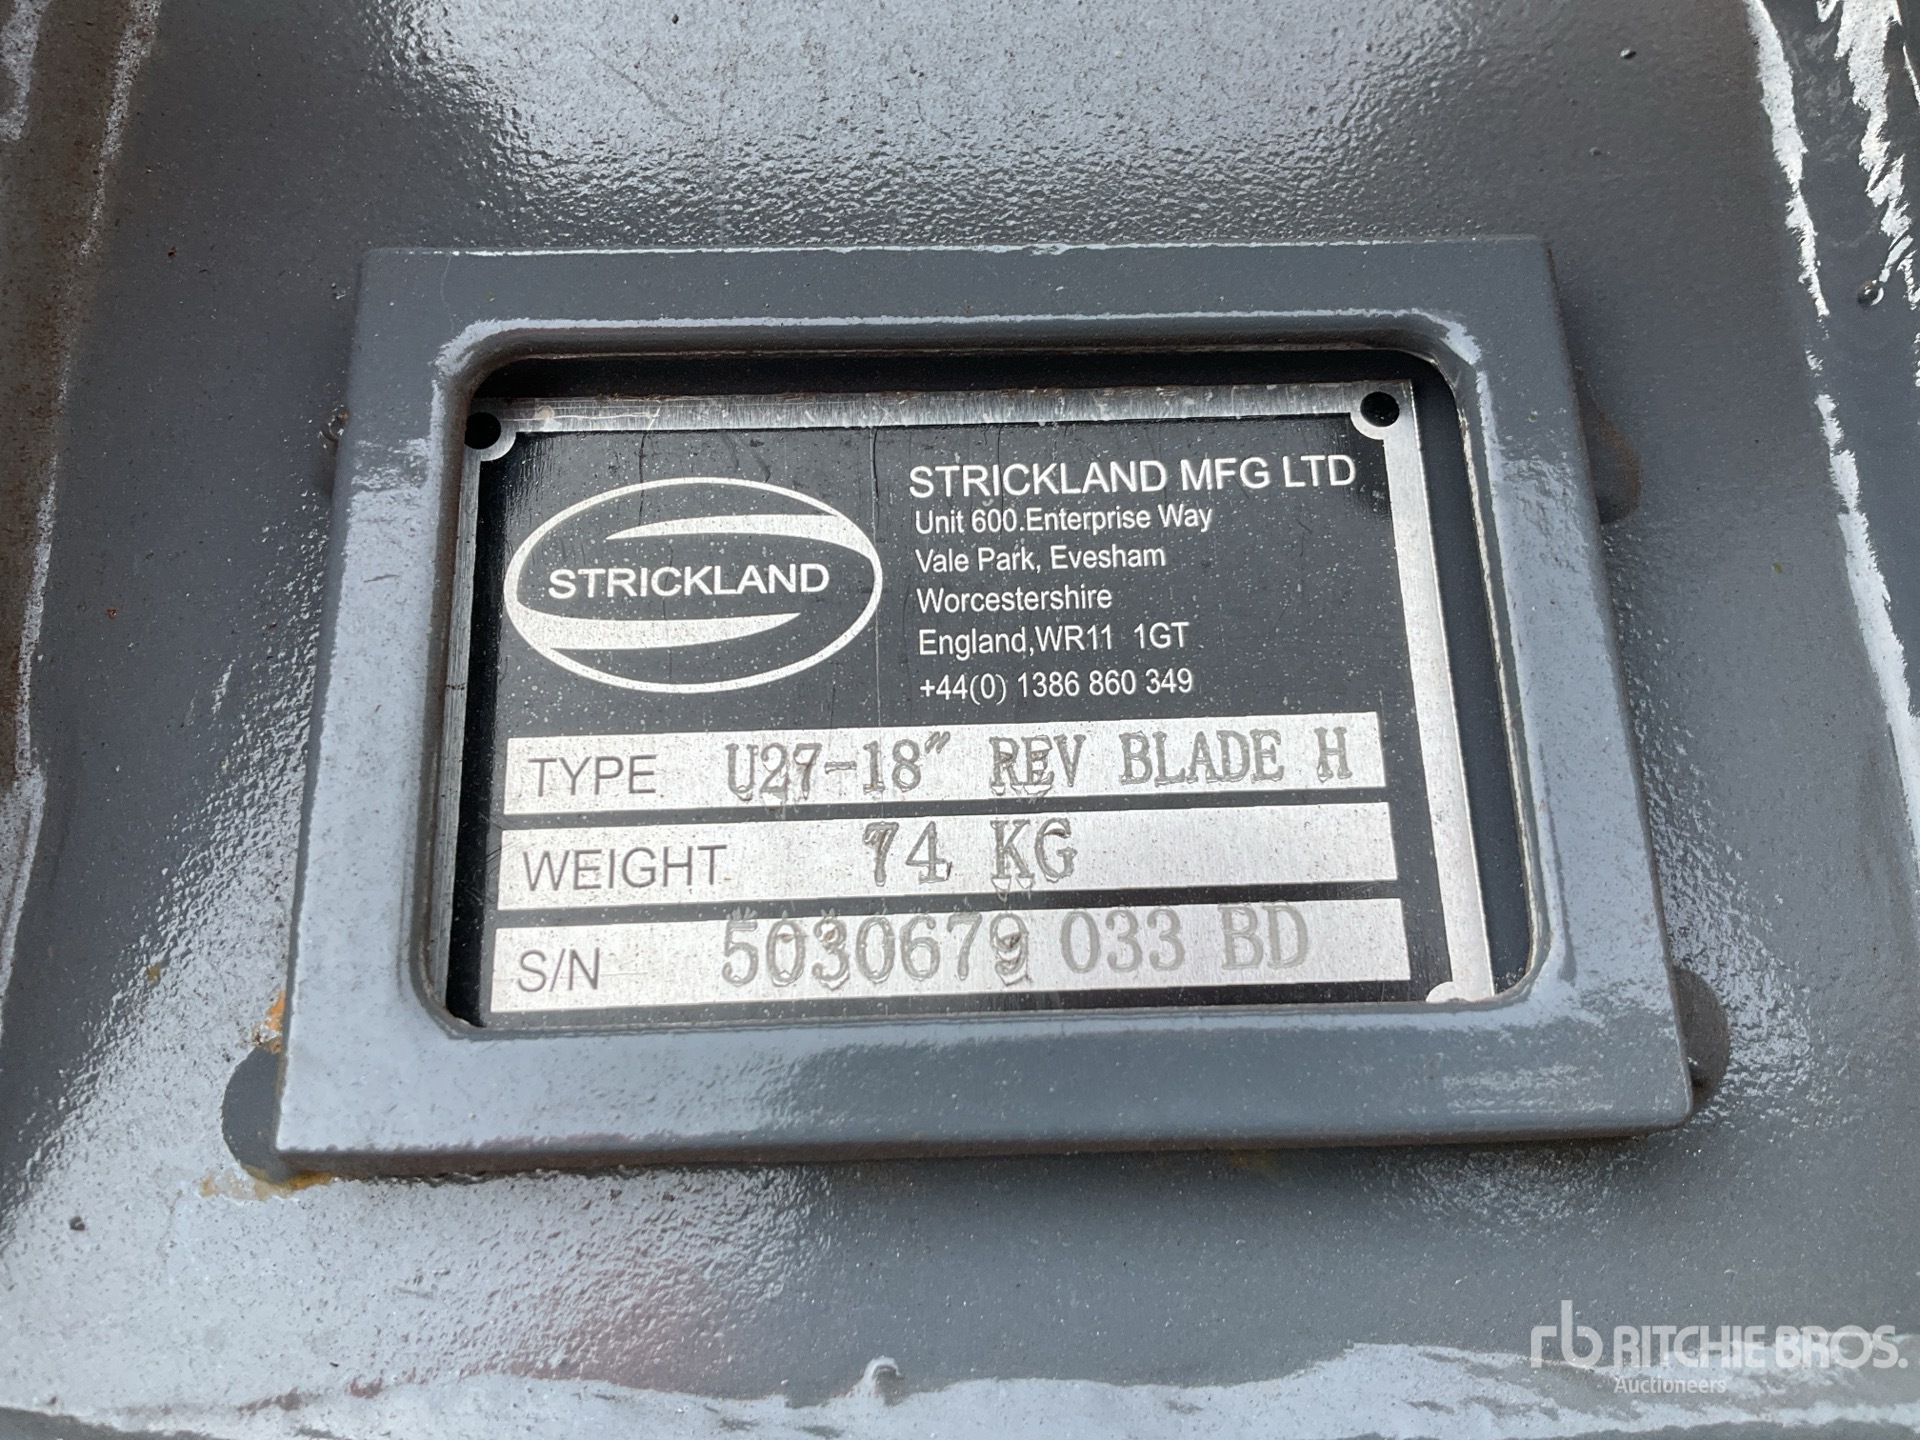 STRICKLAND
STRICKLAND MFG LTD
Unit 600.Enterprise Way
Vale Park, Evesham
Worcestershire
England,WR11 1GT
+44(0) 1386 860 349
TYPE U27-18" REV BLADE H
WEIGHT 74 KG
S/N 5030679 033 BD
rb RITCHIE BROS.
Auctioneers